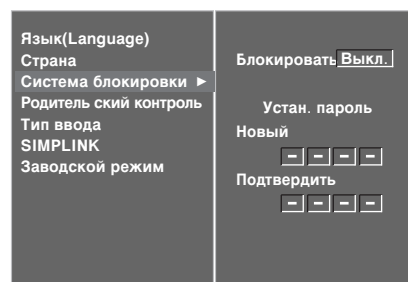 Язык(Language)
Страна
Система блокировки ►
Родитель ский контроль
Тип ввода
SIMPLINK
Заводской режим
Блокировать Выкл.
Устан. пароль
Новый
– – – –
Подтвердить
– – – –